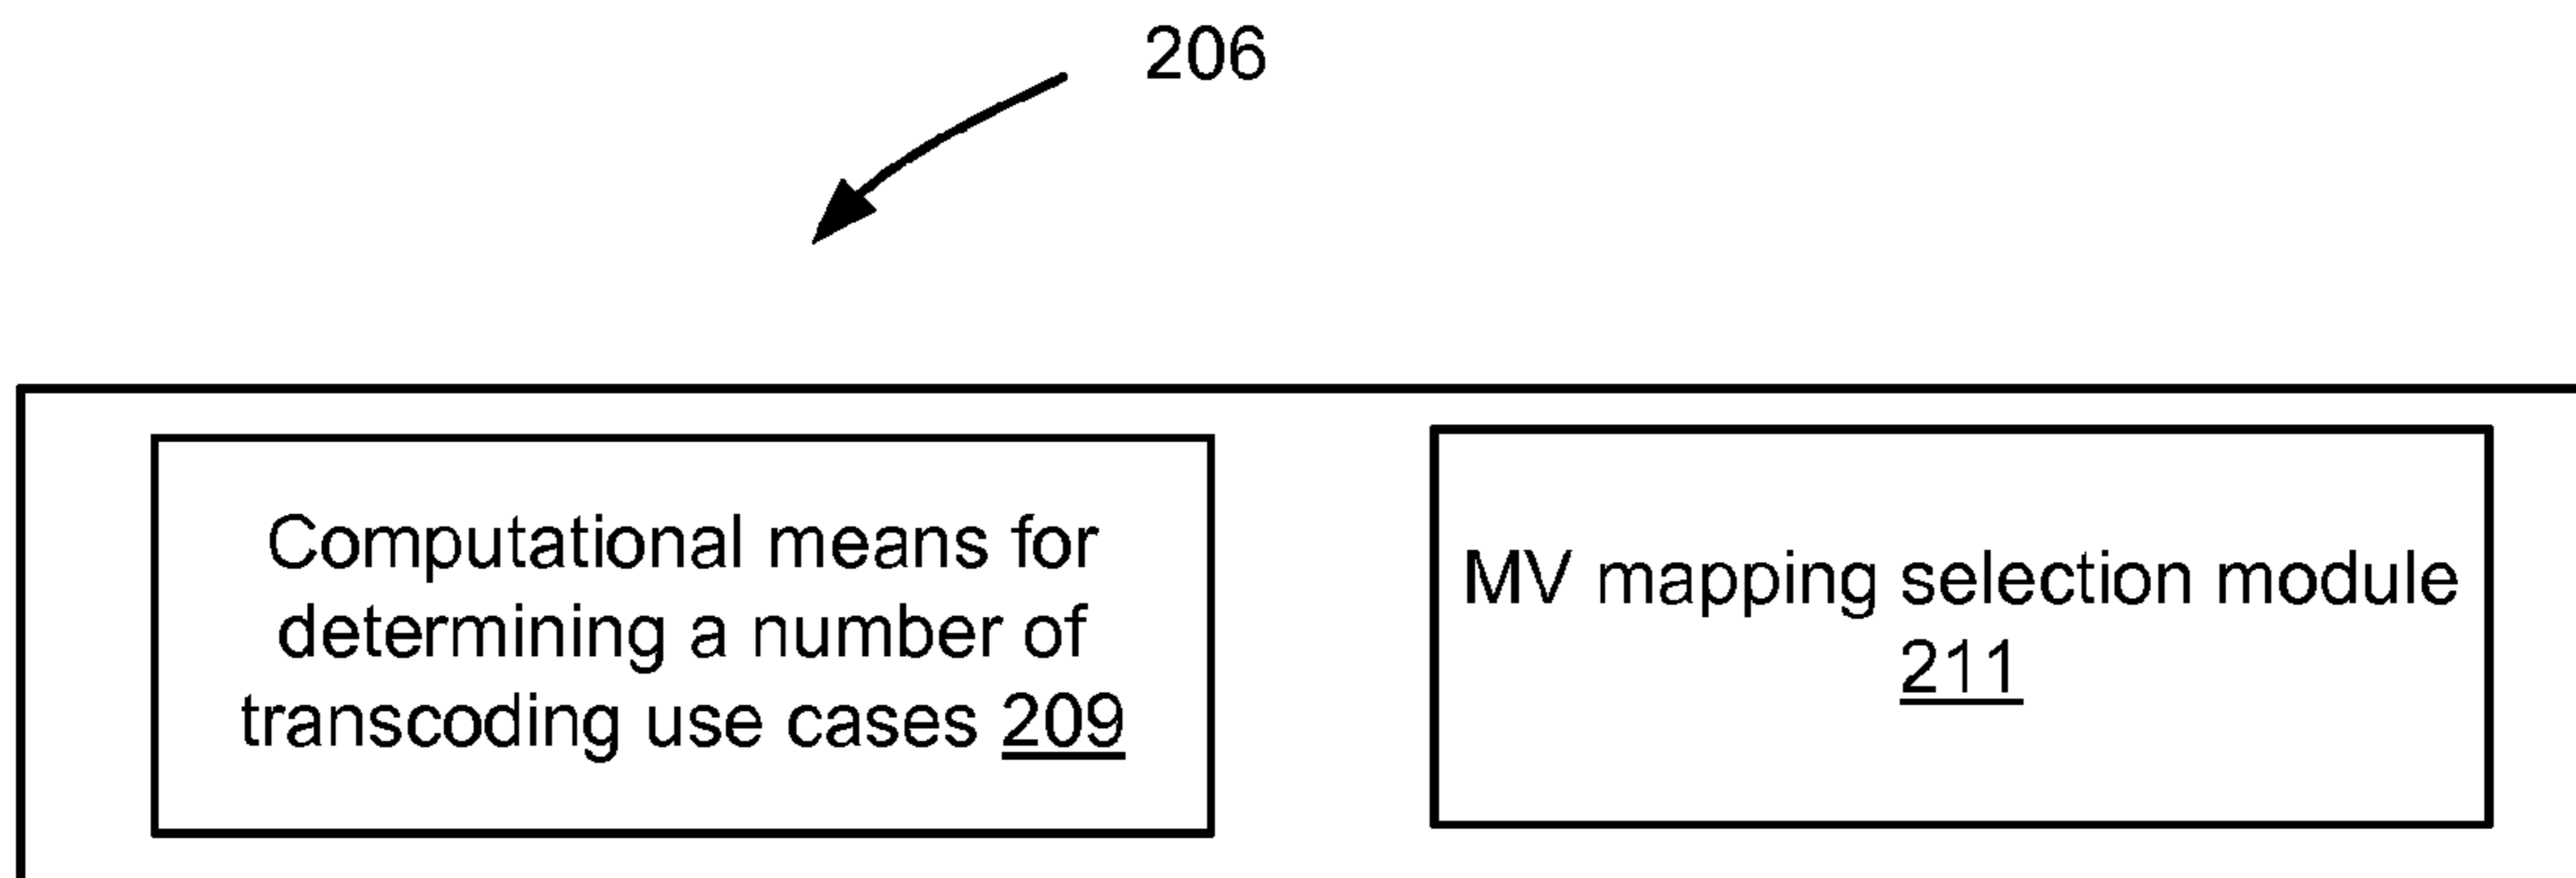 206
Computational means for
determining a number of
transcoding use cases 209
MV mapping selection module
211